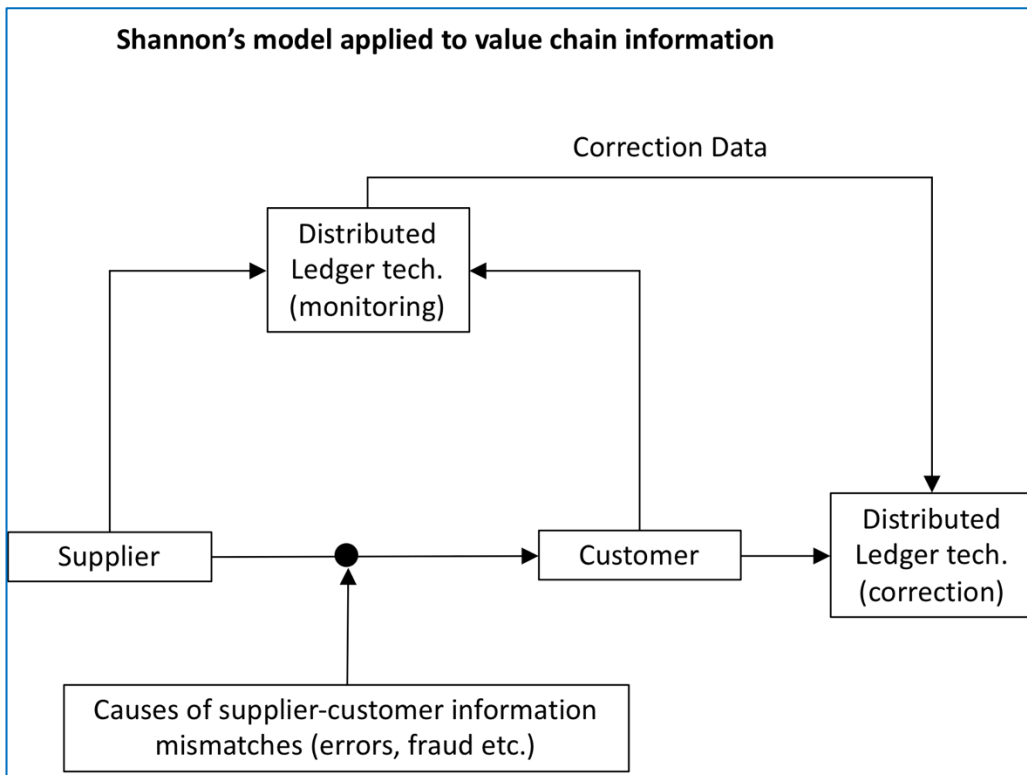 Shannon’s model applied to value chain information
Correction Data
Distributed
Ledger tech.
(monitoring)
Supplier
Customer
Distributed
Ledger tech.
(correction)
Causes of supplier-customer information
mismatches (errors, fraud etc.)